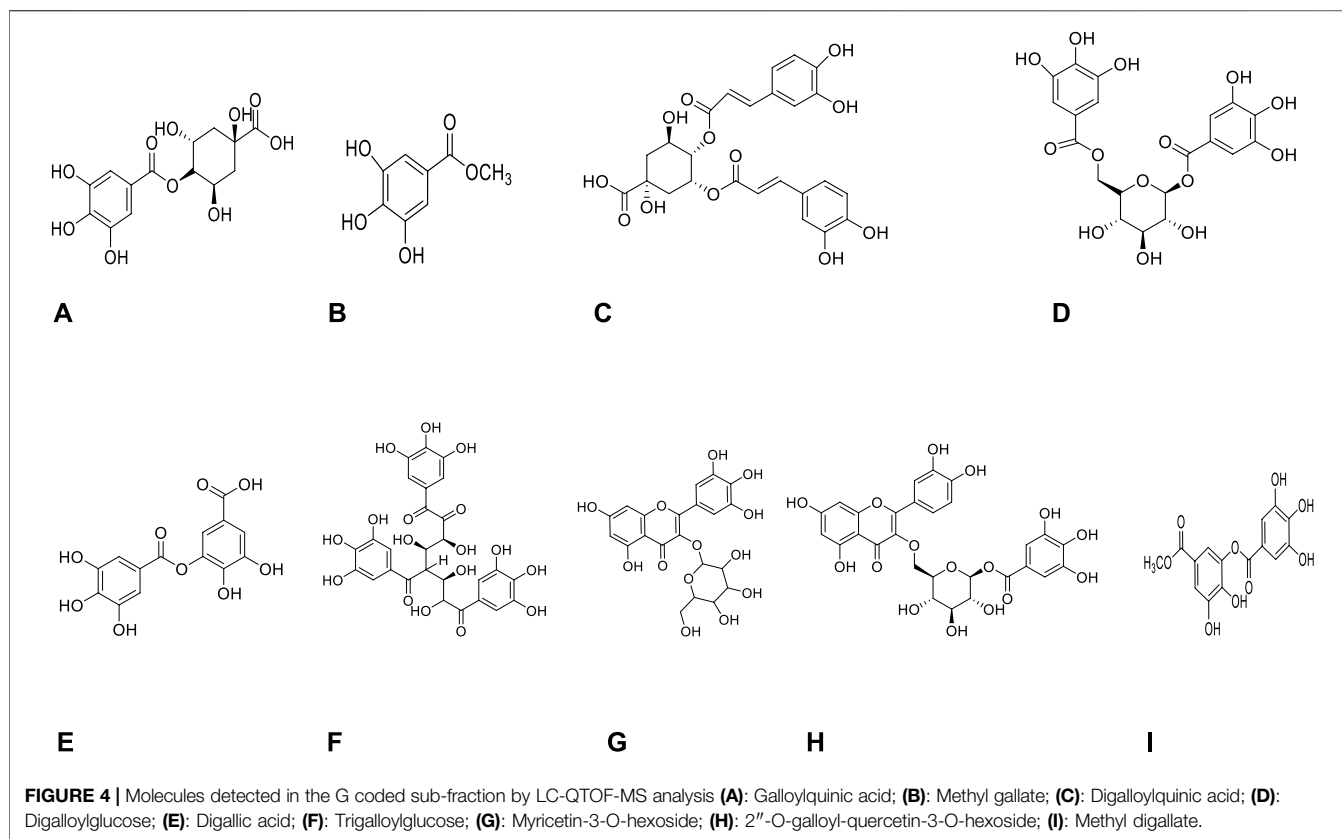 O
OH
HO
OH
O
HO
O
HO
OH
OH
A
O
HO
OCH3
HO
OH
B
OH
O
OH
HO
O
HO
O
O
OH
O
OH
OH
C
OH
HO
OH
OH
OH
O
O
O
OH
O
O
HO
OH
OH
D
O
OH
O
HO
O
OH
HO
OH
OH
E
OH
HO
OH
O
O
OH
HO
OH
HO
H
OH
OH
OH
HO
O
HO
OH
O
F
OH
OH
HO
O
OH
O
OH
O
O
OH
OH
HO
OH
G
OH
OH
HO
O
O
OH
O
OH
OH
O
O
O
OH
HO
OH
OH
H
OH
OH
O
O
OH
H3CO
O
OH
OH
I
FIGURE 4 | Molecules detected in the G coded sub-fraction by LC-QTOF-MS analysis (A): Galloylquinic acid; (B): Methyl gallate; (C): Digalloylquinic acid; (D):
Digalloylglucose; (E): Digallic acid; (F): Trigalloylglucose; (G): Myricetin-3-O-hexoside; (H): 2″-O-galloyl-quercetin-3-O-hexoside; (I): Methyl digallate.